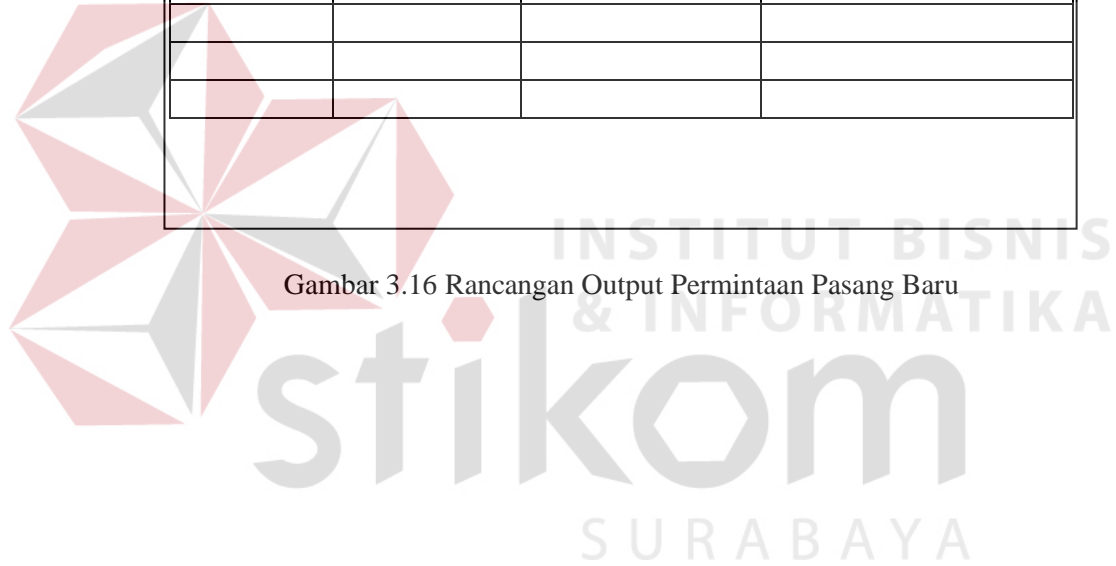 INSTITUT BISNIS
Gambar 3.16 Rancangan Output Permintaan Pasang Baru
& INFORMATIKA
stikom
SURABAYA